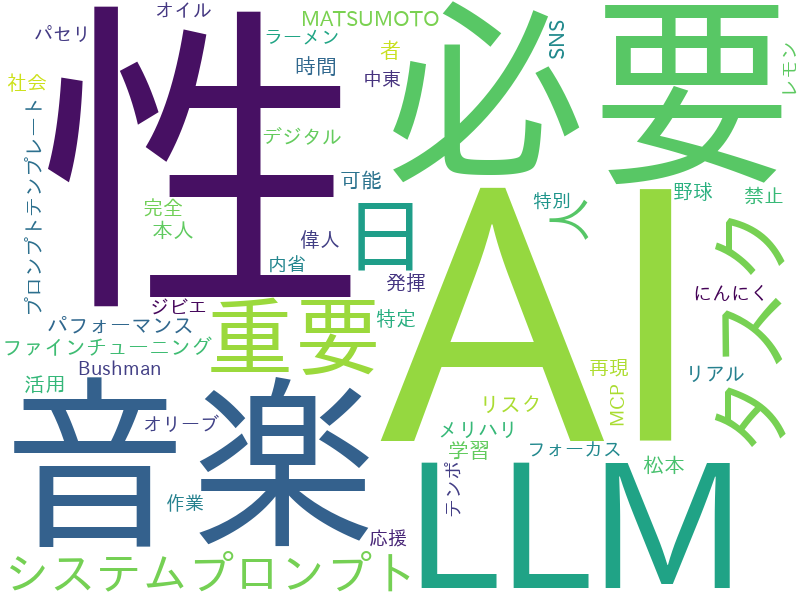 オイル
MATSUMOTO
パセリ
ラーメン
者
SNS
性
必要
時間
中東
レモン
社会
デジタル
プロンプトテンプレート
可能
特別
野球
禁止
完全
日
人
本人
偉人
AI
タスク
内省
発揮
にんにく
ジビエ
重要
パフォーマンス
特定
ファインチューニング
Bushman
再現
リアル
活用
音楽
オリーブ
リスク
MCP
メリハリ
学習
フォーカス
テンポ
松本
LLM
作業
応援
システムプロンプト